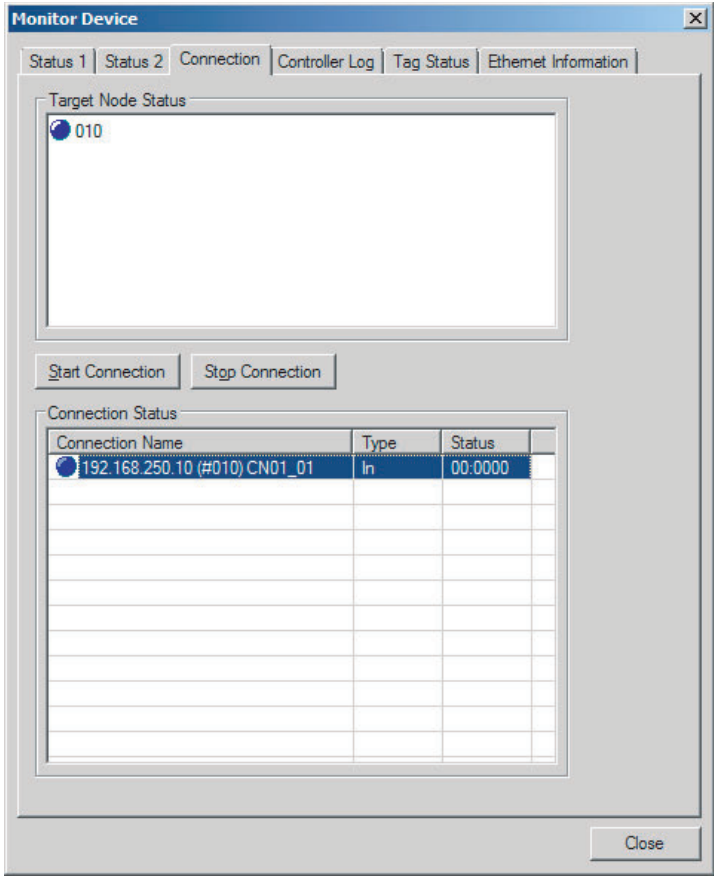 Monitor Device
Status 1 Status 2 Connection Controller Log Tag Status Ethernet Information
Target Node Status
010
Start Connection Stop Connection
Connection Status
Connection Name Type Status
192.168.250.10 (#010) CN01_01 In 00:0000
Close